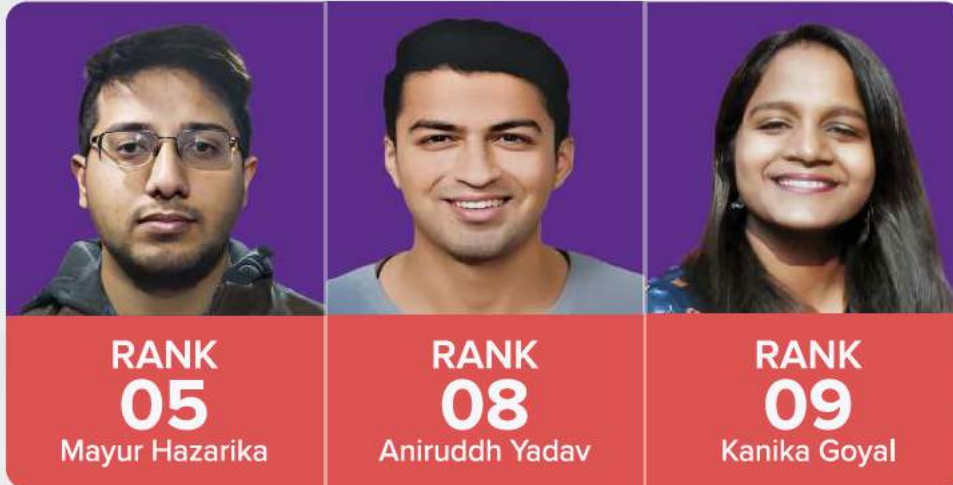 RANK
05
Mayur Hazarika
RANK
08
Aniruddh Yadav
RANK
09
Kanika Goyal